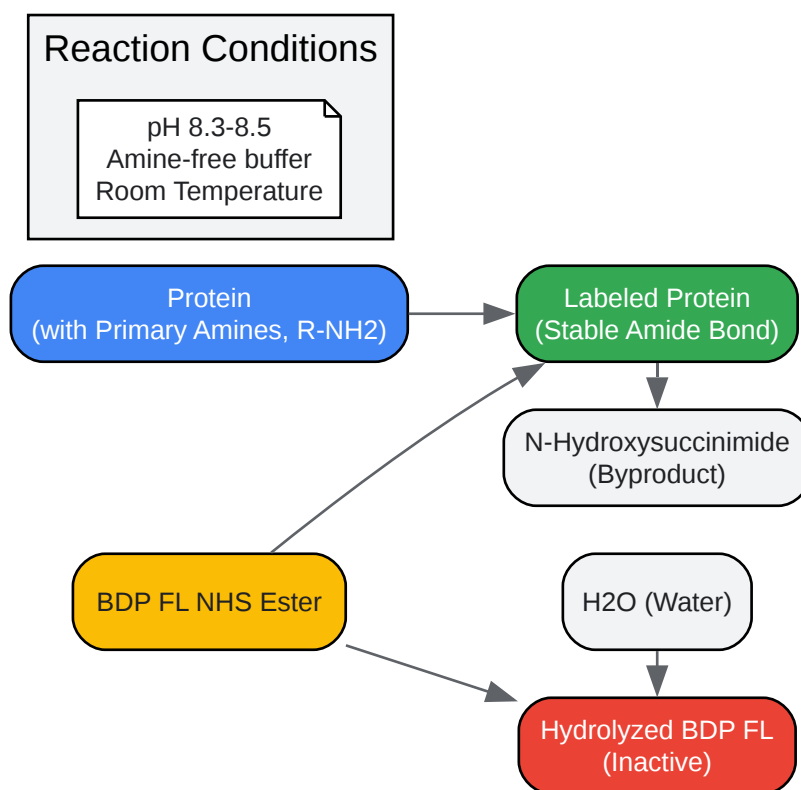 Reaction Conditions
pH 8.3-8.5
Amine-free buffer
Room Temperature
Protein
(with Primary Amines, R-NH2)
Labeled Protein
(Stable Amide Bond)
N-Hydroxysuccinimide
(Byproduct)
BDP FL NHS Ester
H2O (Water)
Hydrolyzed BDP FL
(Inactive)